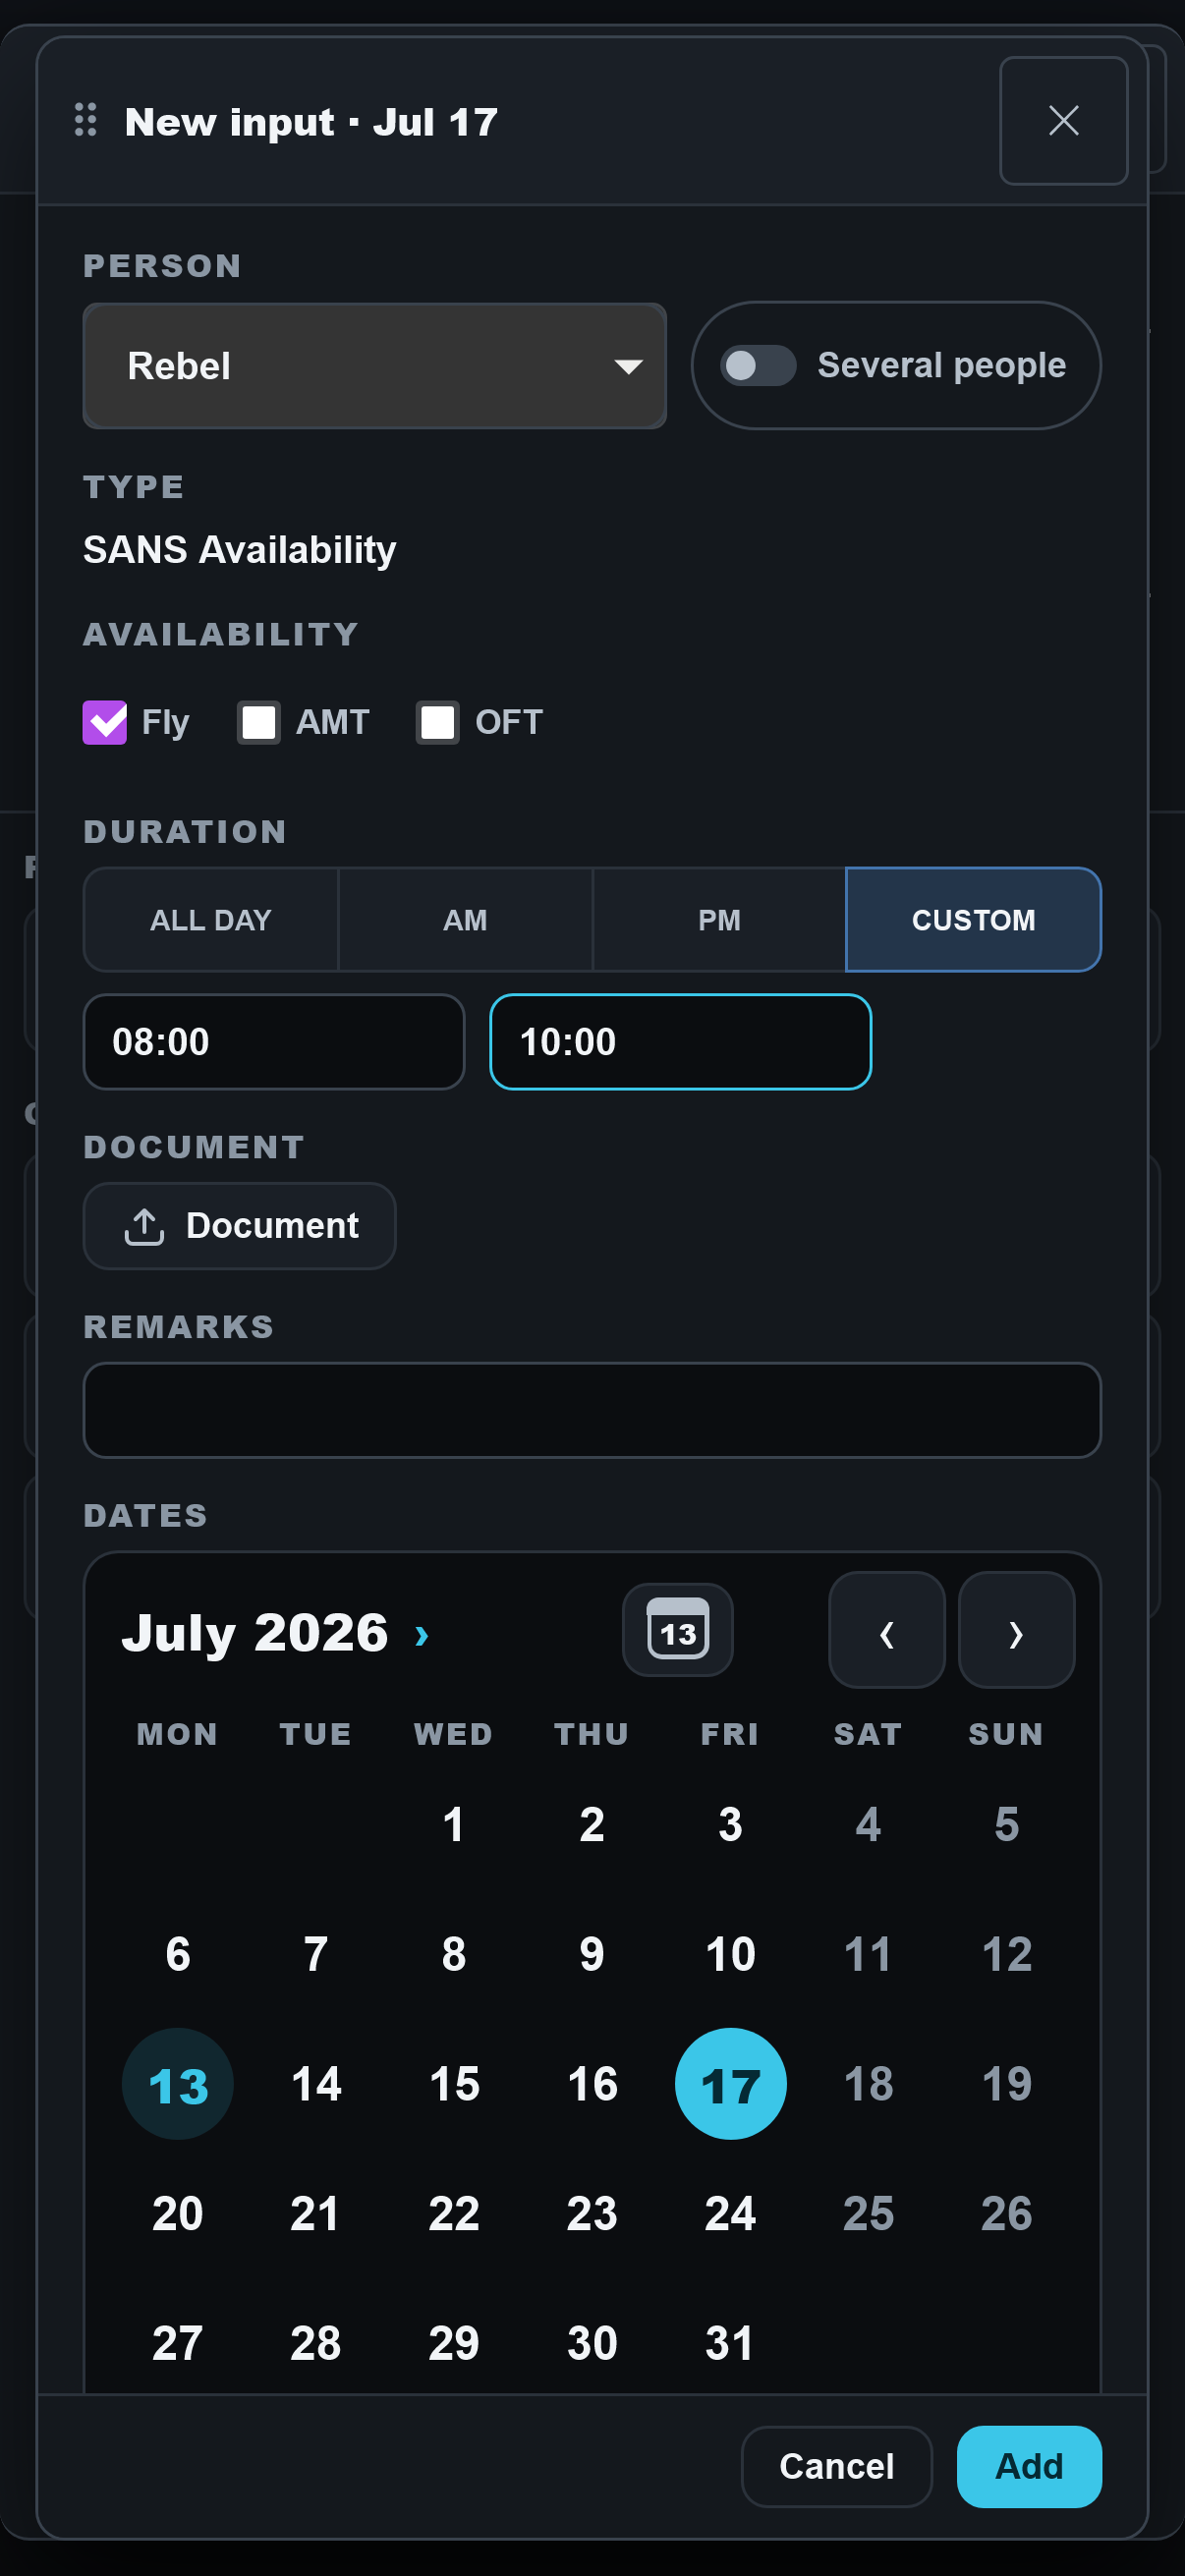 New input · Jul 17
PERSON
Rebel
Several people
TYPE
SANS Availability
AVAILABILITY
Fly AMT OFT
DURATION
ALL DAY AM PM CUSTOM
08:00 10:00
DOCUMENT
Document
REMARKS
DATES
July 2026 › 13 ‹ ›
MON TUE WED THU FRI SAT SUN
1 2 3 4 5
6 7 8 9 10 11 12
13 14 15 16 17 18 19
20 21 22 23 24 25 26
27 28 29 30 31
Cancel Add